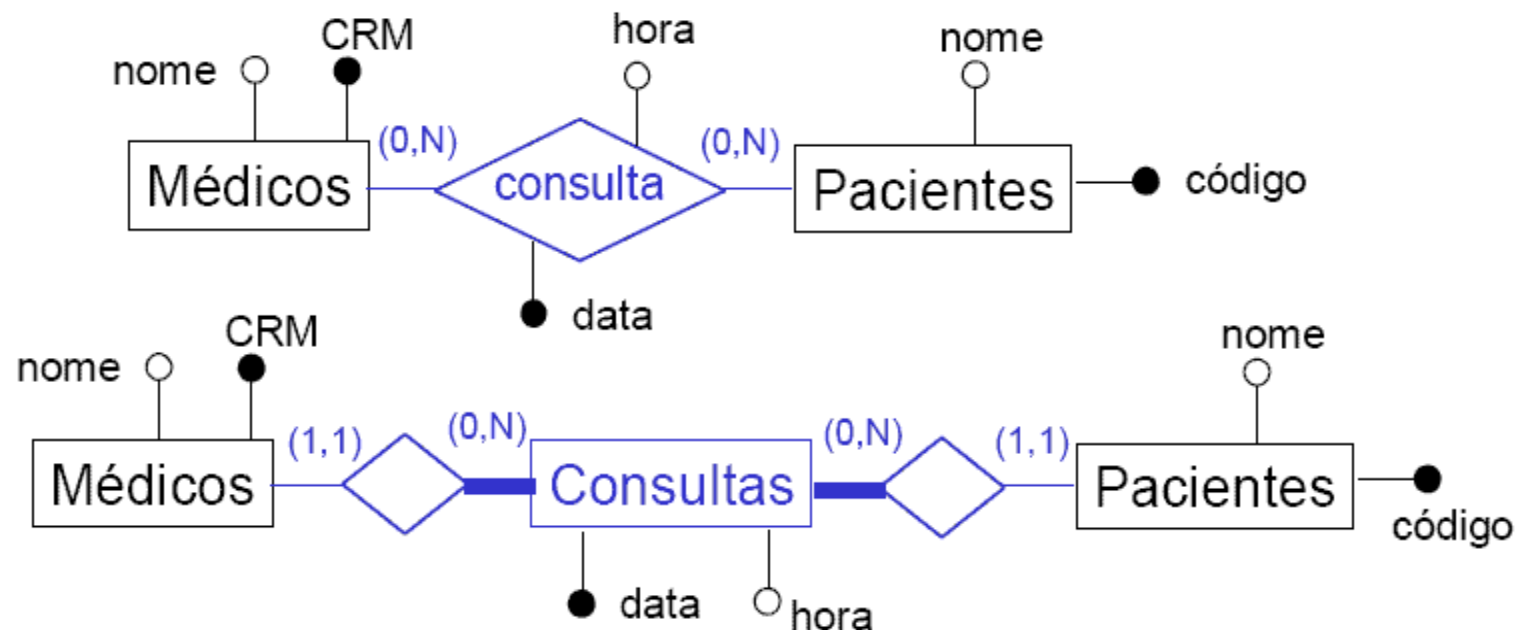 CRM
hora
nome
nome
(0,N)
(0,N)
Médicos
consulta
Pacientes
código
data
CRM
nome
nome
(1,1)
(0,N)
(0,N)
(1,1)
Médicos
Consultas
Pacientes
código
data
hora